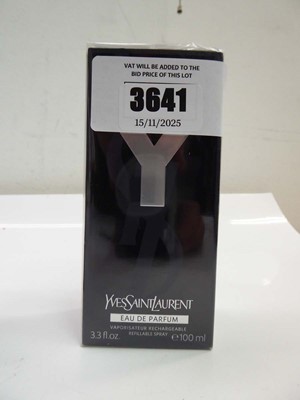 VAT WILL BE ADDED TO THE
BID PRICE OF THIS LOT
3641
15/11/2025
Y
YVESSAINTLAURENT
EAU DE PARFUM
VAPORISATEUR RECHARGEABLE
3.3 fl.oz. REFILLABLE SPRAY ℮100 ml